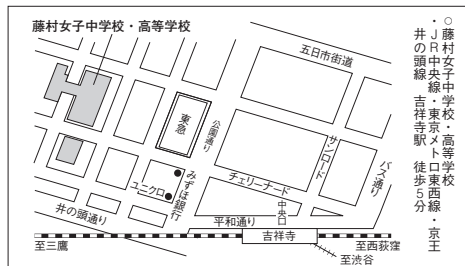 藤村女子中学校・高等学校
五日市街道
東急
公園通り
サンロード
バス通り
みずほ銀行
ユニクロ
チェリーナード
中央口
井の頭通り
平和通り
吉祥寺
至三鷹
至西荻窪
至渋谷
○藤村女子中学校・高等学校
・JR中央線・東京メトロ東西線・京王
井の頭線 吉祥寺駅 徒歩5分